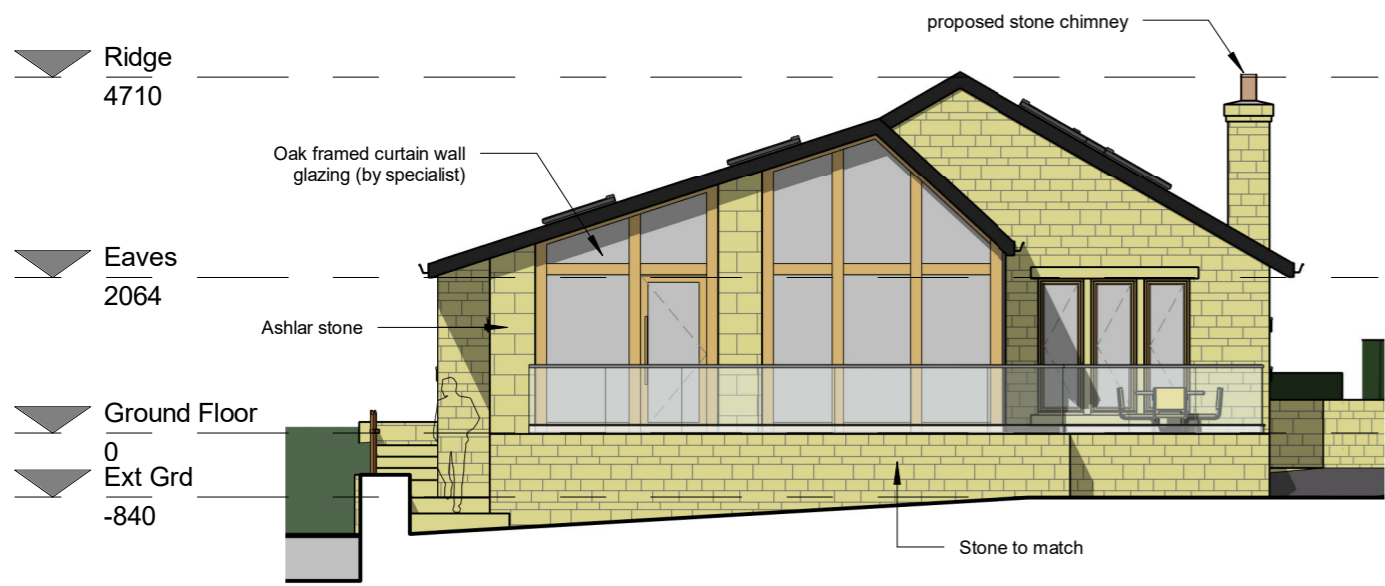 proposed stone chimney
Ridge
4710
Oak framed curtain wall
glazing (by specialist)
Eaves
2064
Ashlar stone
Ground Floor
0
Ext Grd
-840
Stone to match